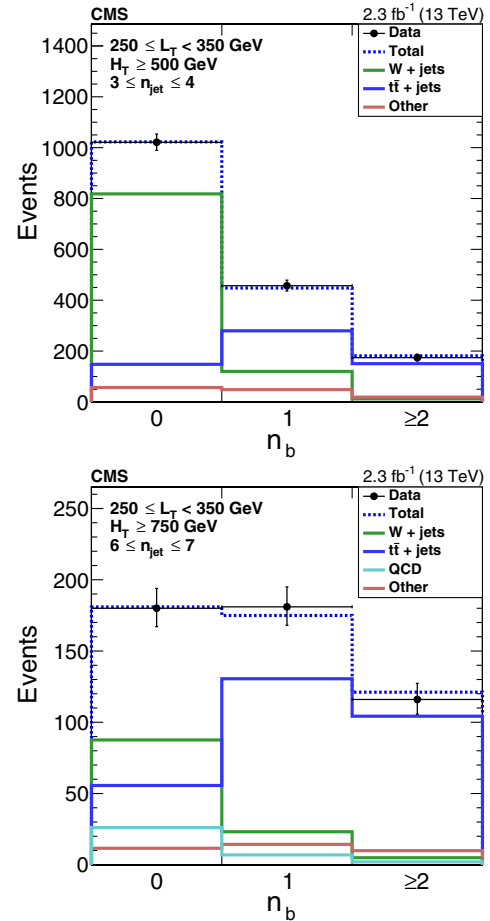 CMS 2.3 fb⁻¹ (13 TeV)
250 ≤ L_T < 350 GeV
H_T ≥ 500 GeV
3 ≤ n_jet ≤ 4
Data
Total
W + jets
tt̄ + jets
Other
Events
1400
1200
1000
800
600
400
200
0
0 1 ≥2
n_b
CMS 2.3 fb⁻¹ (13 TeV)
250 ≤ L_T < 350 GeV
H_T ≥ 750 GeV
6 ≤ n_jet ≤ 7
Data
Total
W + jets
tt̄ + jets
QCD
Other
Events
250
200
150
100
50
0
0 1 ≥2
n_b